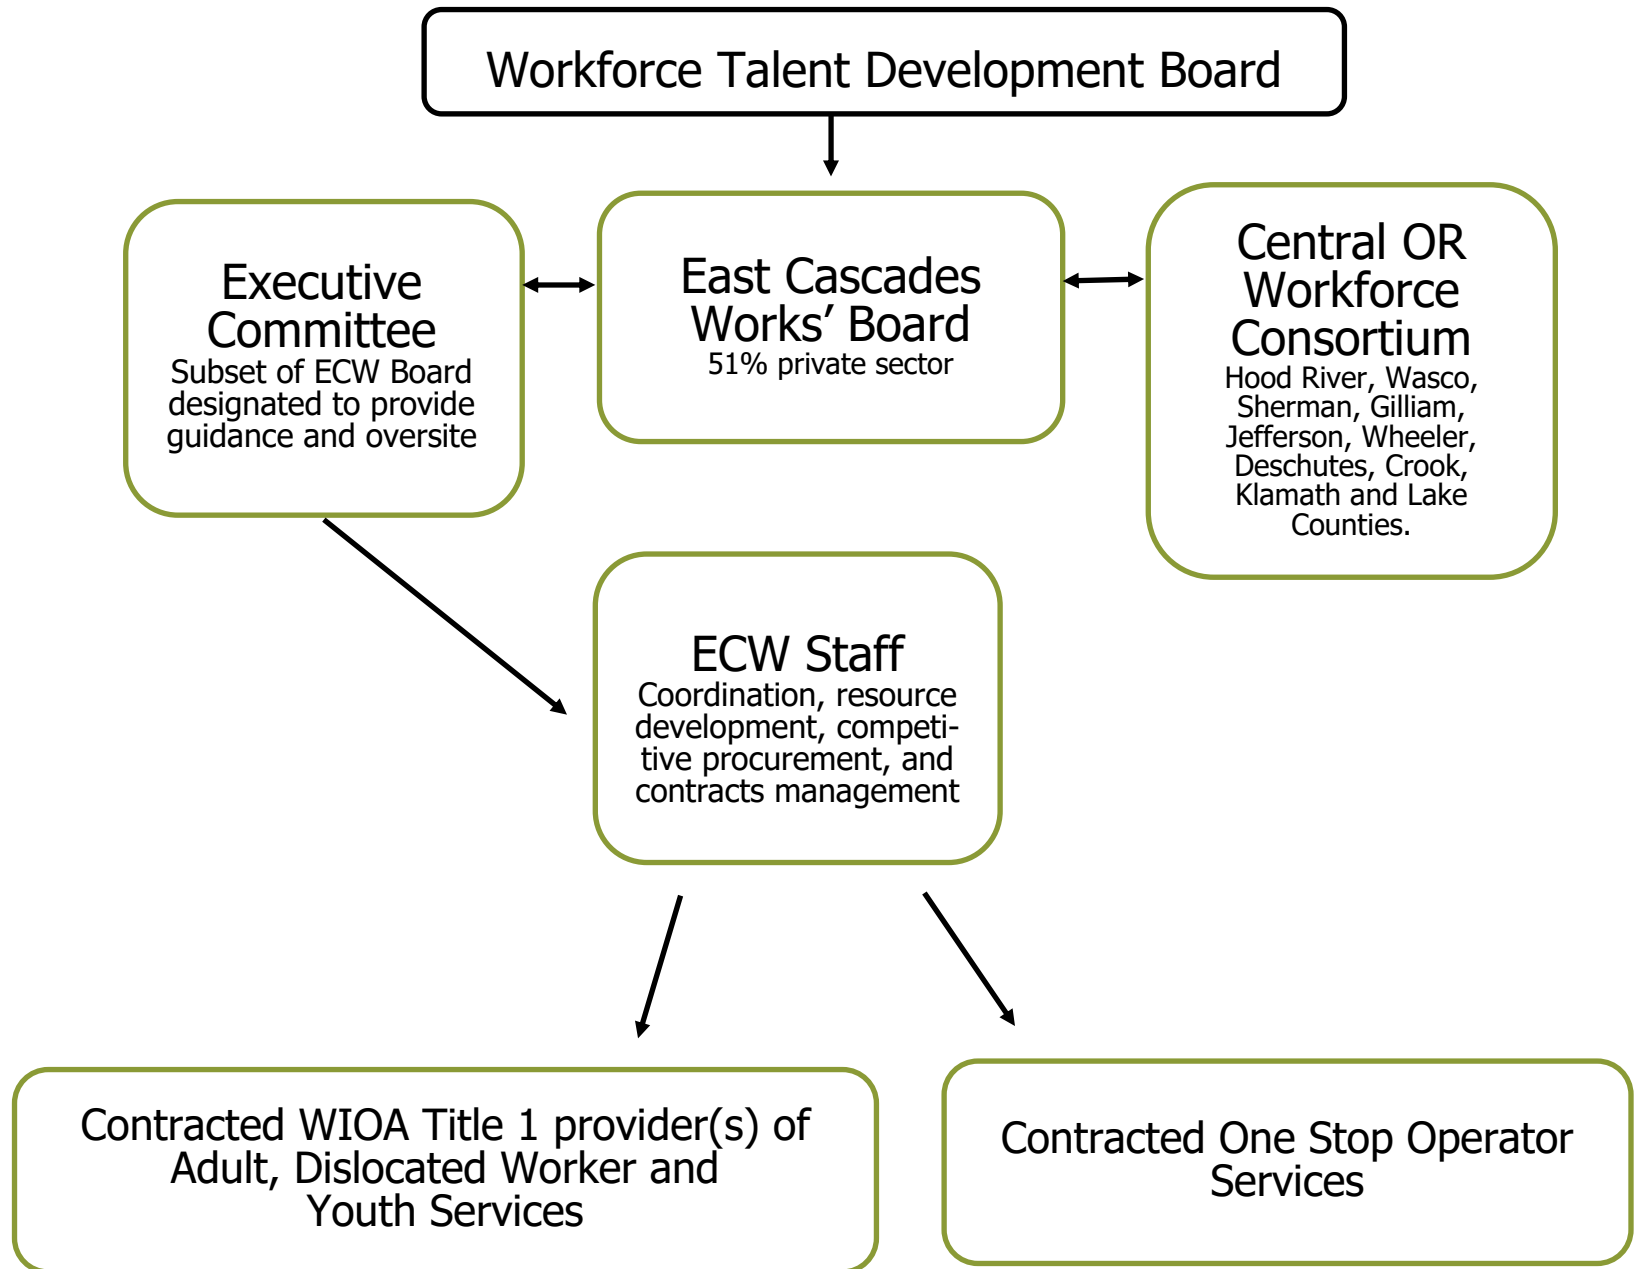 Workforce Talent Development Board
Executive
Committee
Subset of ECW Board
designated to provide
guidance and oversite
East Cascades
Works’ Board
51% private sector
Central OR
Workforce
Consortium
Hood River, Wasco,
Sherman, Gilliam,
Jefferson, Wheeler,
Deschutes, Crook,
Klamath and Lake
Counties.
ECW Staff
Coordination, resource
development, competi-
tive procurement, and
contracts management
Contracted WIOA Title 1 provider(s) of
Adult, Dislocated Worker and
Youth Services
Contracted One Stop Operator
Services